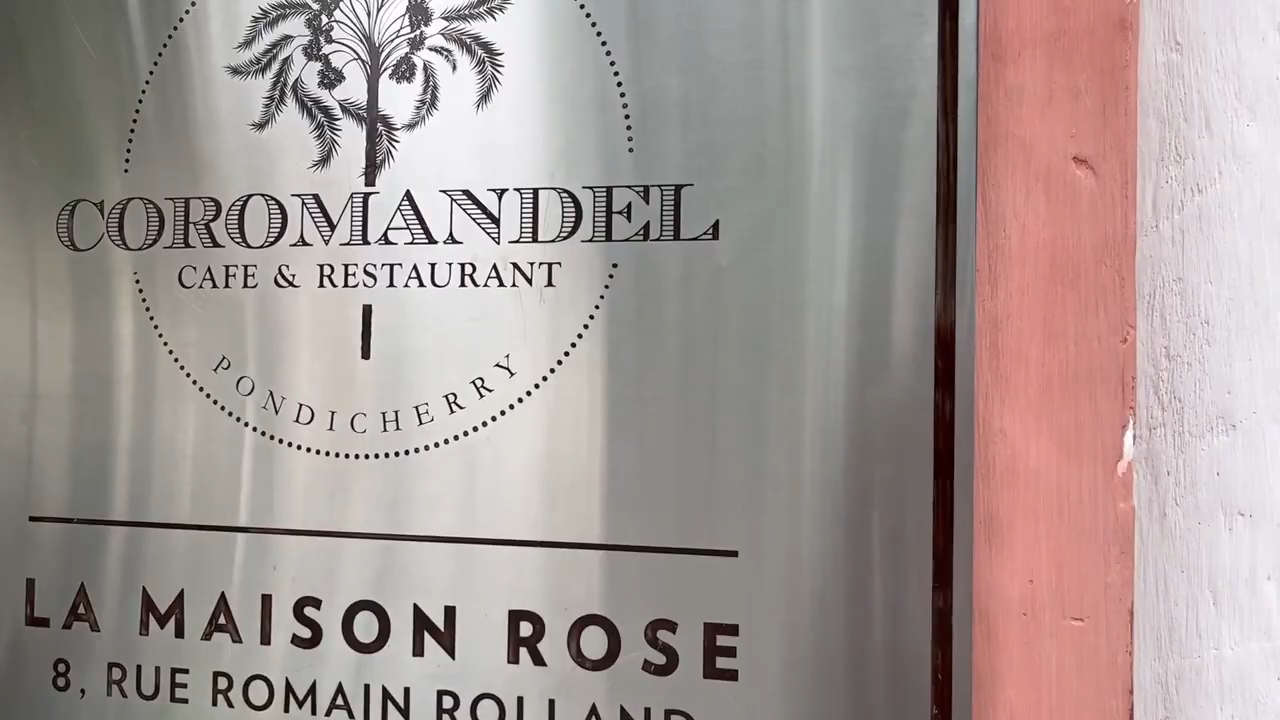 COROMANDEL
CAFE & RESTAURANT
PONDICHERRY
LA MAISON ROSE
8, RUE ROMAIN ROLLAND